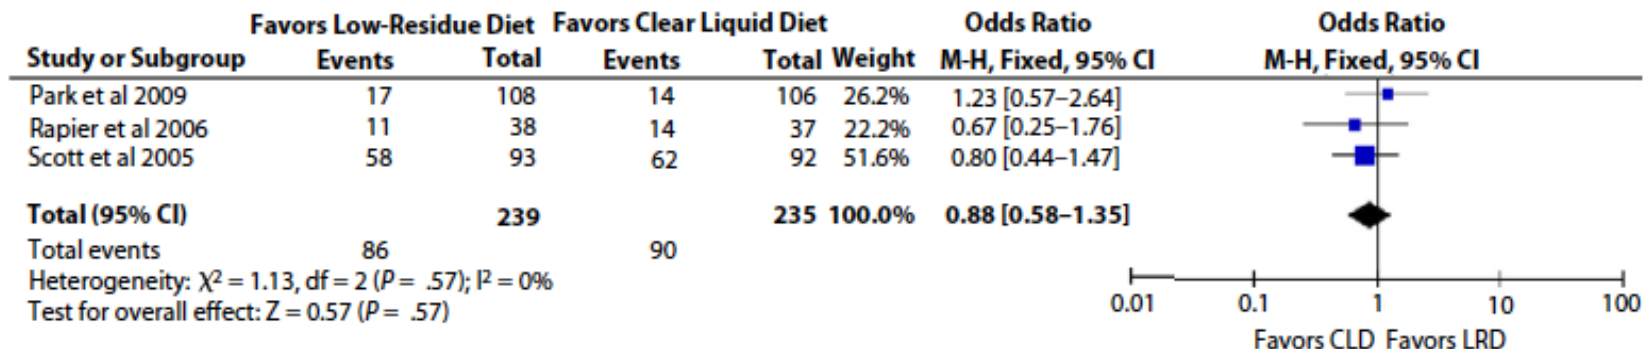 Favors Low-Residue Diet Favors Clear Liquid Diet Odds Ratio Odds Ratio
Study or Subgroup Events Total Events Total Weight M-H, Fixed, 95% CI M-H, Fixed, 95% CI
Park et al 2009 17 108 14 106 26.2% 1.23 [0.57–2.64]
Rapier et al 2006 11 38 14 37 22.2% 0.67 [0.25–1.76]
Scott et al 2005 58 93 62 92 51.6% 0.80 [0.44–1.47]
Total (95% CI) 239 235 100.0% 0.88 [0.58–1.35]
Total events 86 90
Heterogeneity: χ² = 1.13, df = 2 (P = .57); I² = 0%
Test for overall effect: Z = 0.57 (P = .57)
0.01 0.1 1 10 100
Favors CLD Favors LRD